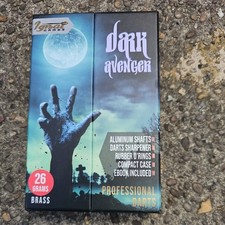 dark
avenger
ALUMINUM SHAFTS
DARTS SHARPENER
RUBBER O'RINGS
COMPACT CASE
EBOOK INCLUDED
26
GRAMS
BRASS
PROFESSIONAL
DARTS